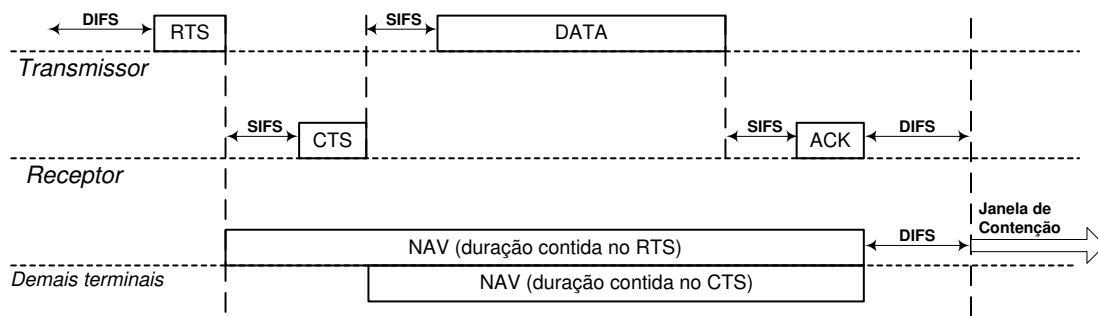 DIFS
RTS
SIFS
DATA
Transmissor
SIFS
CTS
SIFS
ACK
DIFS
Receptor
Janela de
Contenção
NAV (duração contida no RTS)
DIFS
Demais terminais
NAV (duração contida no CTS)